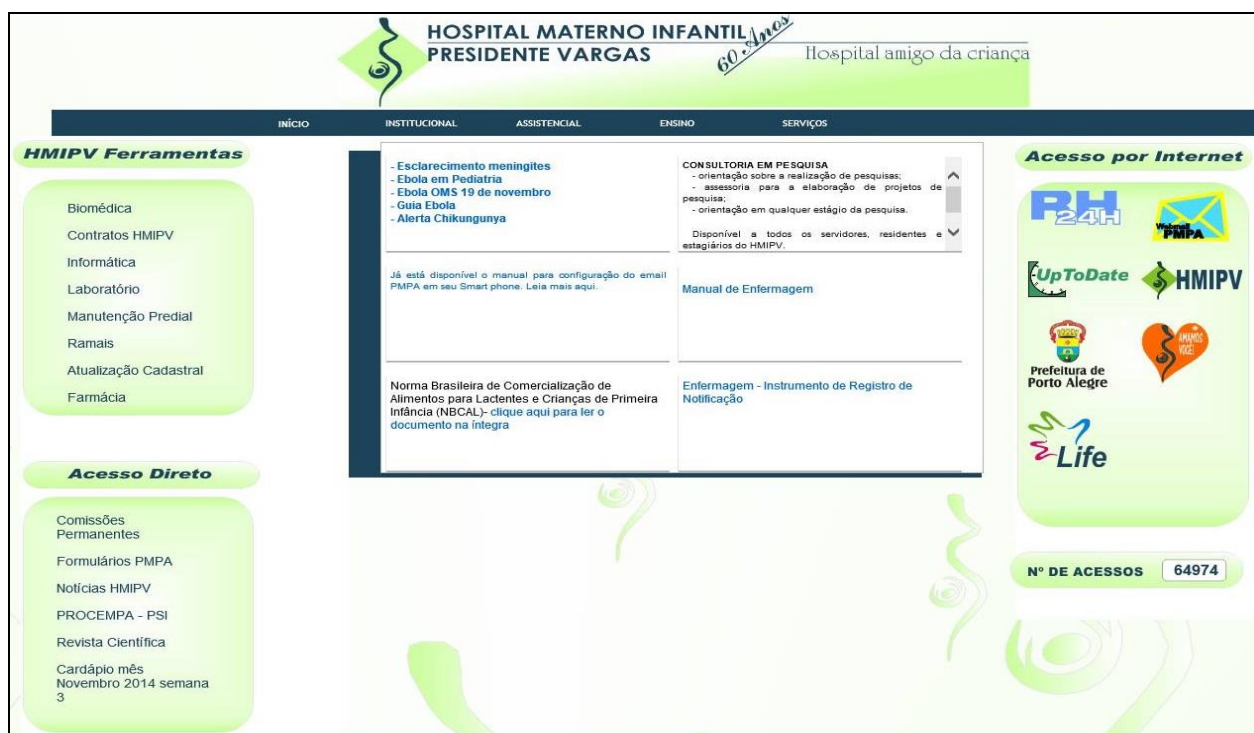 HOSPITAL MATERNO INFANTIL
PRESIDENTE VARGAS
60 Anos
Hospital amigo da criança
INÍCIO
INSTITUCIONAL
ASSISTENCIAL
ENSINO
SERVIÇOS
HMIPV Ferramentas
Biomédica
Contratos HMIPV
Informática
Laboratório
Manutenção Predial
Ramais
Atualização Cadastral
Farmácia
Acesso Direto
Comissões
Permanentes
Formulários PMPA
Notícias HMIPV
PROCEMPA - PSI
Revista Científica
Cardápio mês
Novembro 2014 semana
3
- Esclarecimento meningites
- Ebola em Pediatria
- Ebola OMS 19 de novembro
- Guia Ebola
- Alerta Chikungunya
CONSULTORIA EM PESQUISA
- orientação sobre a realização de pesquisas;
- assessoria para a elaboração de projetos de
pesquisa;
- orientação em qualquer estágio da pesquisa.
Disponível a todos os servidores, residentes e
estagiários do HMIPV.
Já está disponível o manual para configuração do email
PMPA em seu Smart phone. Leia mais aqui.
Manual de Enfermagem
Norma Brasileira de Comercialização de
Alimentos para Lactentes e Crianças de Primeira
Infância (NBCAL)- clique aqui para ler o
documento na íntegra
Enfermagem - Instrumento de Registro de
Notificação
Acesso por Internet
RH
24H
Webmail
PMPA
UpToDate
HMIPV
Prefeitura de
Porto Alegre
AMAMOS
VOCÊ!
Life
Nº DE ACESSOS
64974